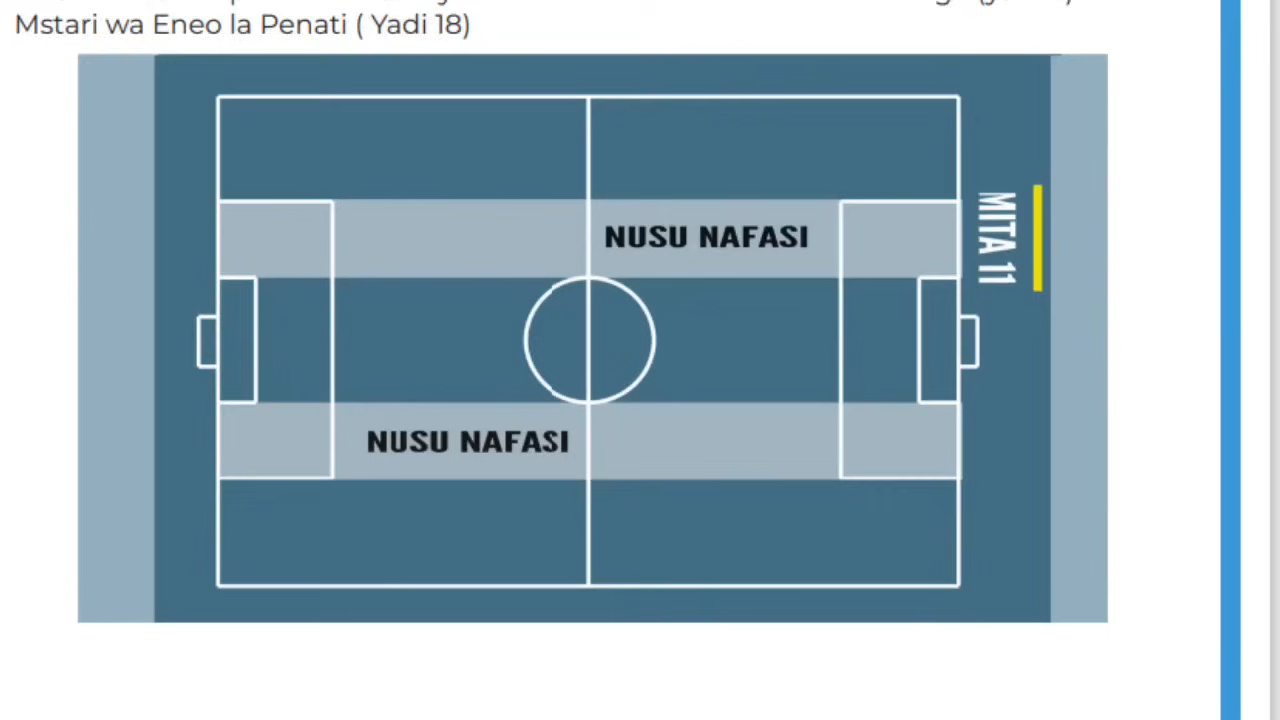 Mstari wa Eneo la Penati ( Yadi 18)
NUSU NAFASI
MITA 11
NUSU NAFASI